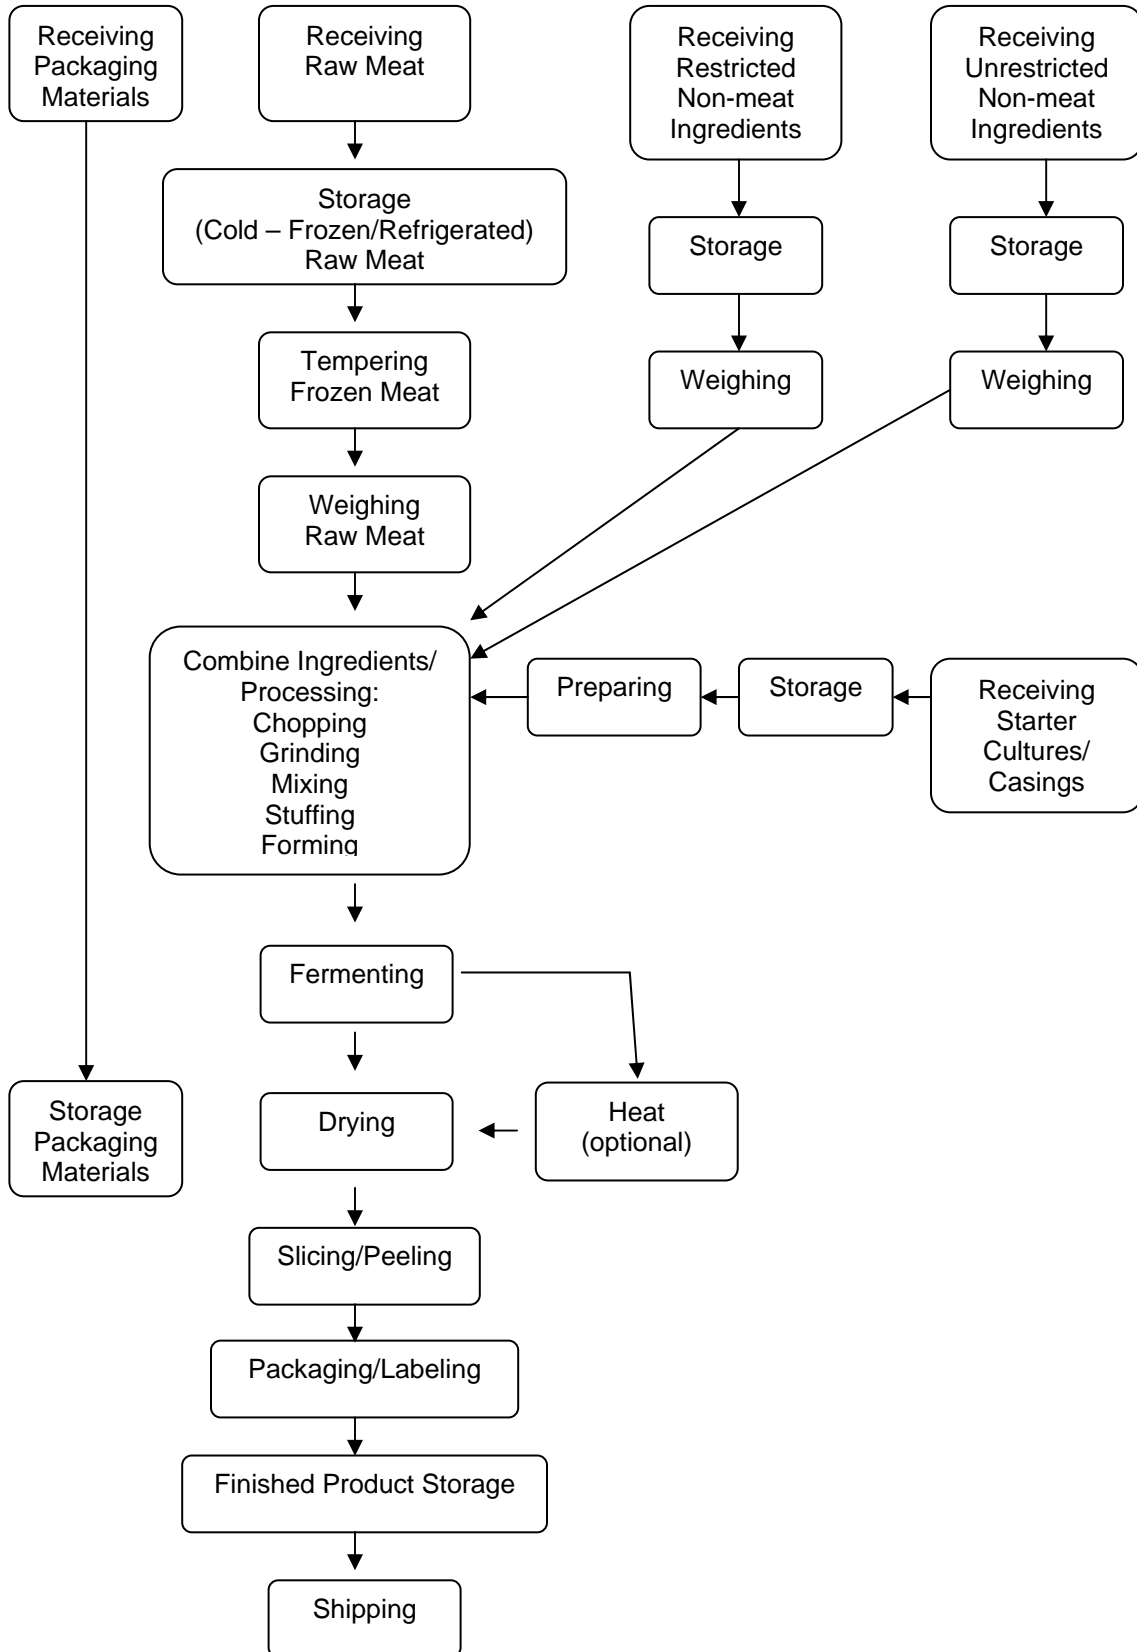 Receiving
Packaging
Materials
Receiving
Raw Meat
Receiving
Restricted
Non-meat
Ingredients
Receiving
Unrestricted
Non-meat
Ingredients
Storage
(Cold – Frozen/Refrigerated)
Raw Meat
Storage
Storage
Tempering
Frozen Meat
Weighing
Weighing
Weighing
Raw Meat
Combine Ingredients/
Processing:
Chopping
Grinding
Mixing
Stuffing
Forming
Preparing
Storage
Receiving
Starter
Cultures/
Casings
Fermenting
Storage
Packaging
Materials
Drying
Heat
(optional)
Slicing/Peeling
Packaging/Labeling
Finished Product Storage
Shipping